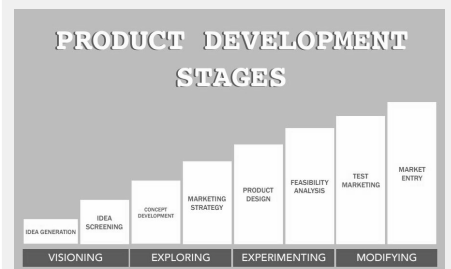 PRODUCT DEVELOPMENT
STAGES
IDEA GENERATION
IDEA
SCREENING
CONCEPT
DEVELOPMENT
MARKETING
STRATEGY
PRODUCT
DESIGN
FEASIBILITY
ANALYSIS
TEST
MARKETING
MARKET
ENTRY
VISIONING
EXPLORING
EXPERIMENTING
MODIFYING